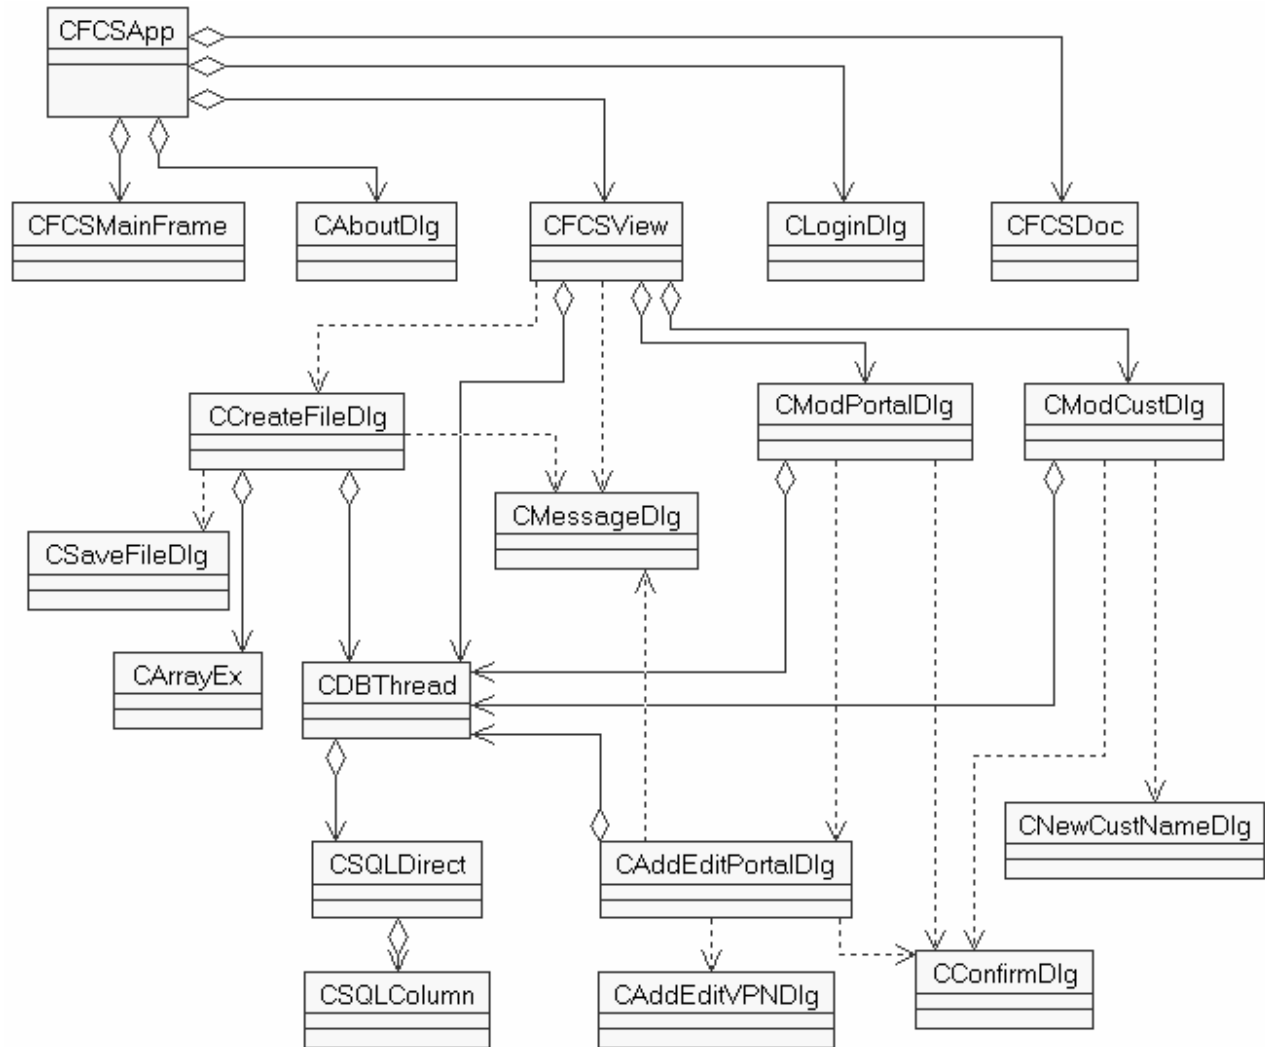 CFCSApp
CFCSMainFrame
CAboutDlg
CFCSView
CLoginDlg
CFCSDoc
CCreateFileDlg
CModPortalDlg
CModCustDlg
CMessageDlg
CSaveFileDlg
CArrayEx
CDBThread
CNewCustNameDlg
CSQLDirect
CAddEditPortalDlg
CConfirmDlg
CSQLColumn
CAddEditVPNDlg